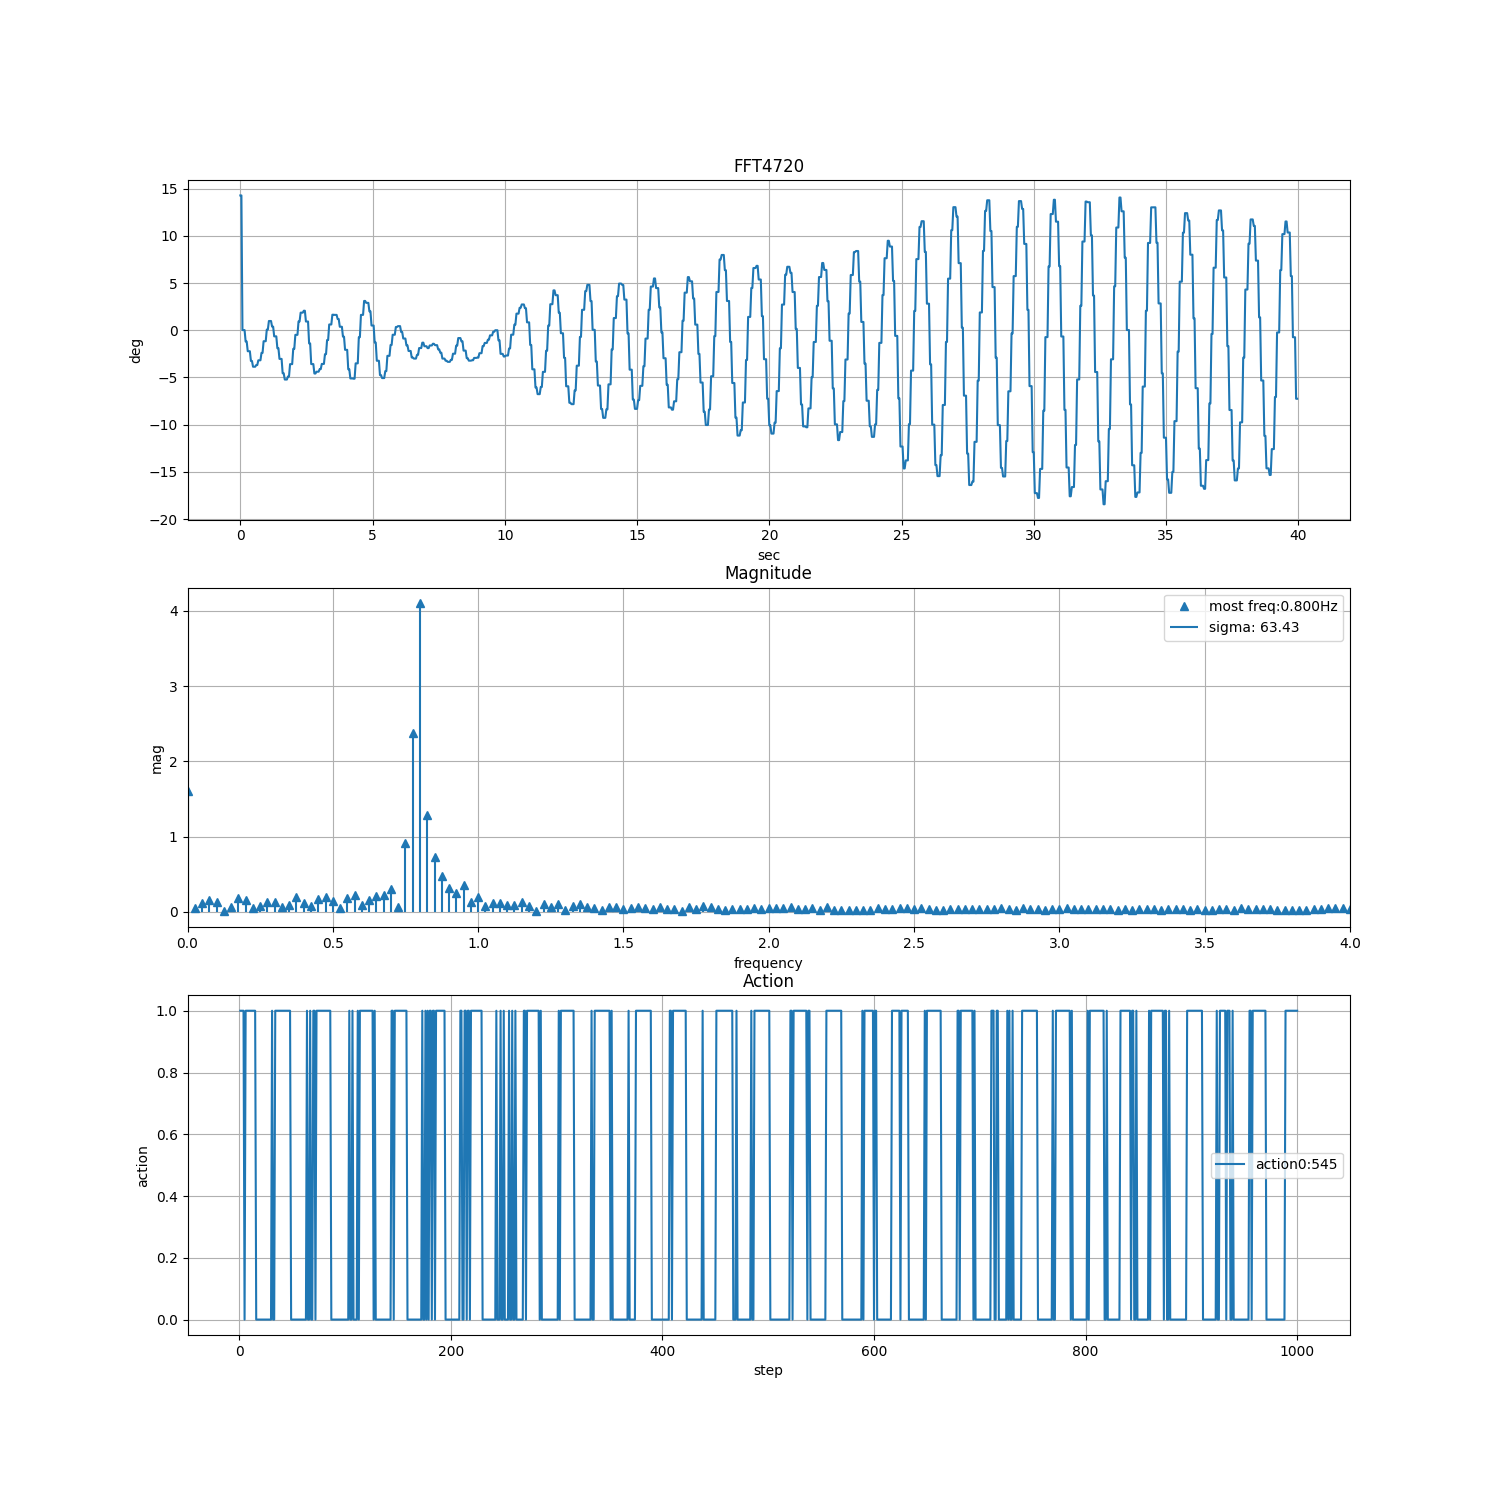 FFT4720
15
10
5
0
−5
−10
−15
−20
deg
0 5 10 15 20 25 30 35 40
sec
Magnitude
4
3
2
1
0
mag
most freq:0.800Hz
sigma: 63.43
0.0 0.5 1.0 1.5 2.0 2.5 3.0 3.5 4.0
frequency
Action
1.0
0.8
0.6
0.4
0.2
0.0
action
action0:545
0 200 400 600 800 1000
step